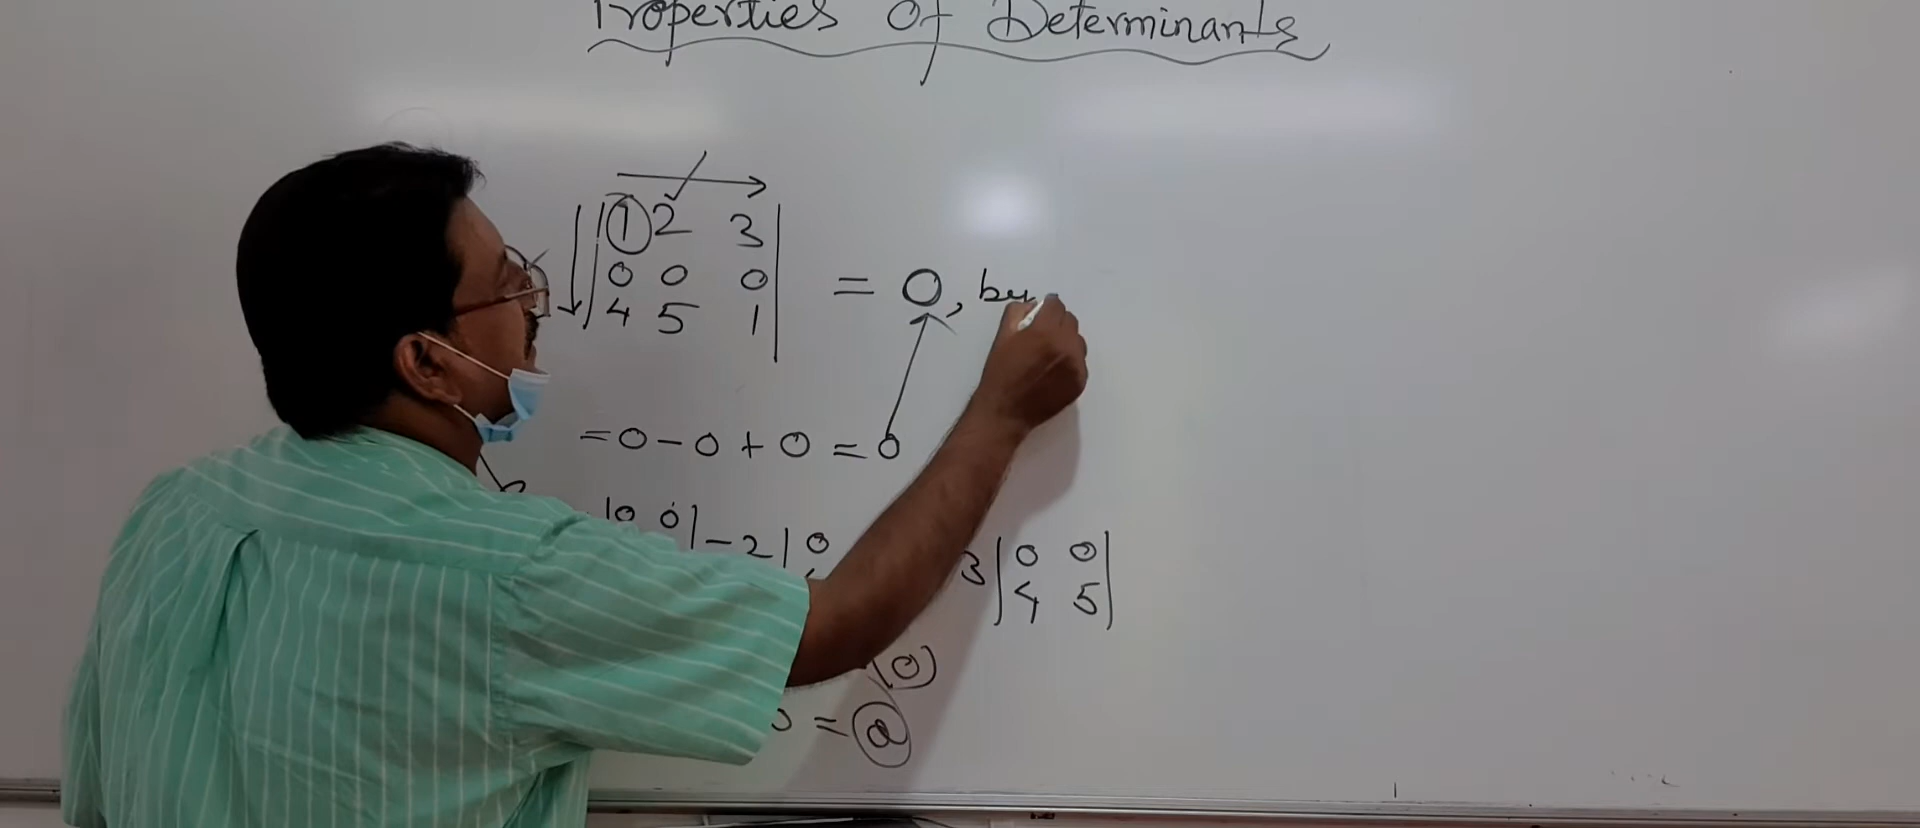 Properties Of Determinants
1 2 3
0 0 0
4 5 1
= 0, by
= 0 - 0 + 0 = 0
|0 0| - 2 |0
3 |0 0|
|4 5|
(0)
0 = 0